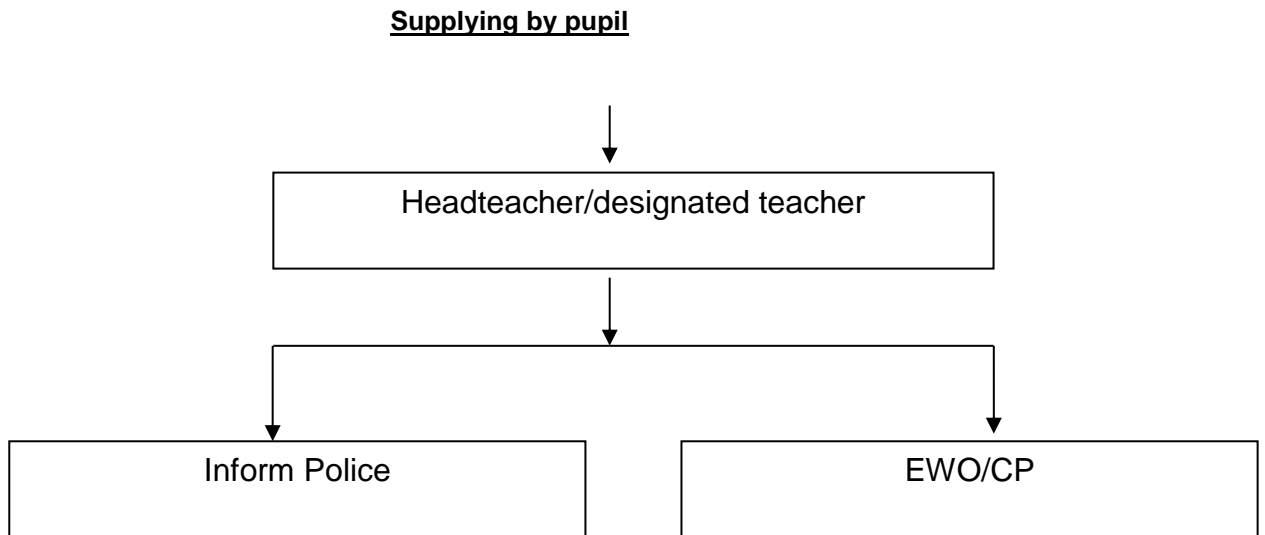 Supplying by pupil
Headteacher/designated teacher
Inform Police
EWO/CP